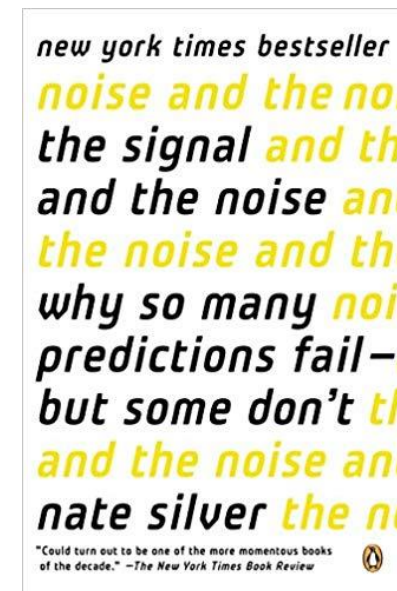 new york times bestseller
noise and the no
the signal and th
and the noise an
the noise and th
why so many noi
predictions fail—
but some don't th
and the noise an
nate silver the n
"Could turn out to be one of the more momentous books
of the decade." —The New York Times Book Review